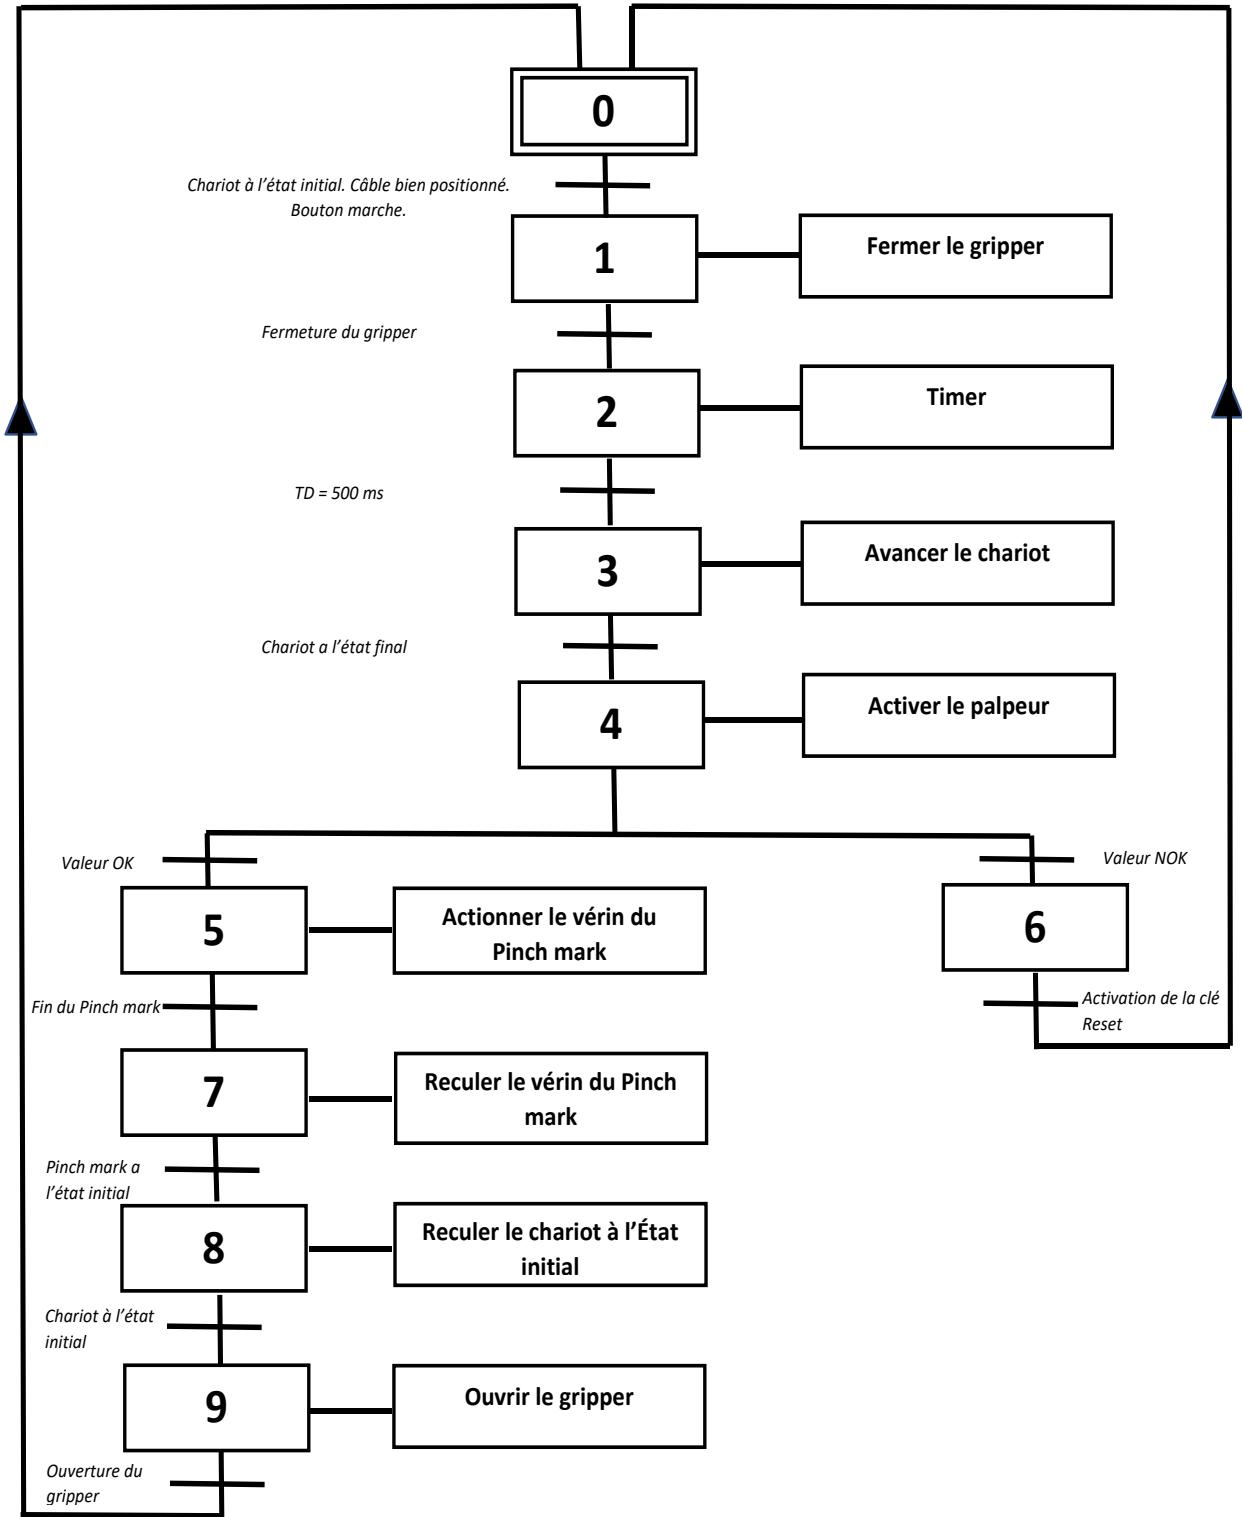 0
Chariot à l'état initial. Câble bien positionné.
Bouton marche.
1
Fermer le gripper
Fermeture du gripper
2
Timer
TD = 500 ms
3
Avancer le chariot
Chariot a l'état final
4
Activer le palpeur
Valeur OK
Valeur NOK
5
Actionner le vérin du
Pinch mark
6
Fin du Pinch mark
Activation de la clé
Reset
7
Reculer le vérin du Pinch
mark
Pinch mark a
l'état initial
8
Reculer le chariot à l'État
initial
Chariot à l'état
initial
9
Ouvrir le gripper
Ouverture du
gripper